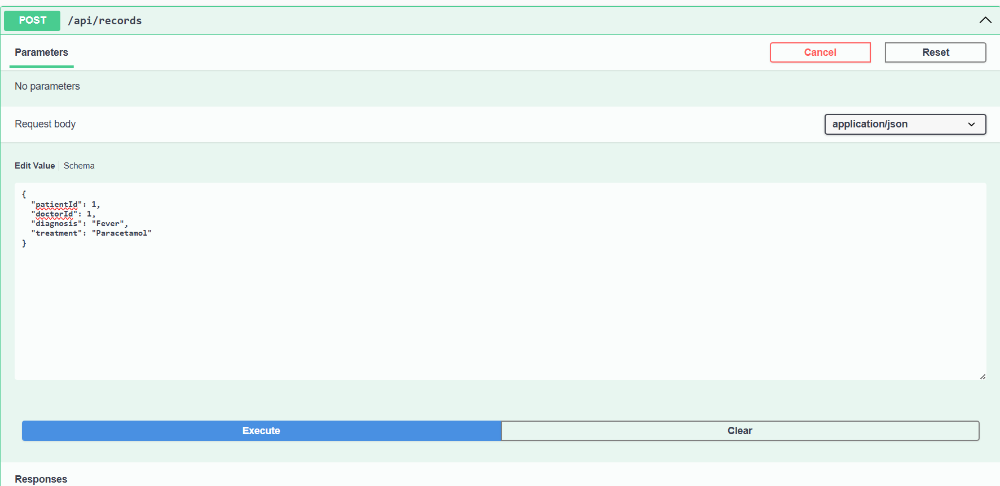 POST /api/records
Parameters
Cancel
Reset
No parameters
Request body
application/json
Edit Value | Schema
{
  "patientId": 1,
  "doctorId": 1,
  "diagnosis": "Fever",
  "treatment": "Paracetamol"
}
Execute
Clear
Responses